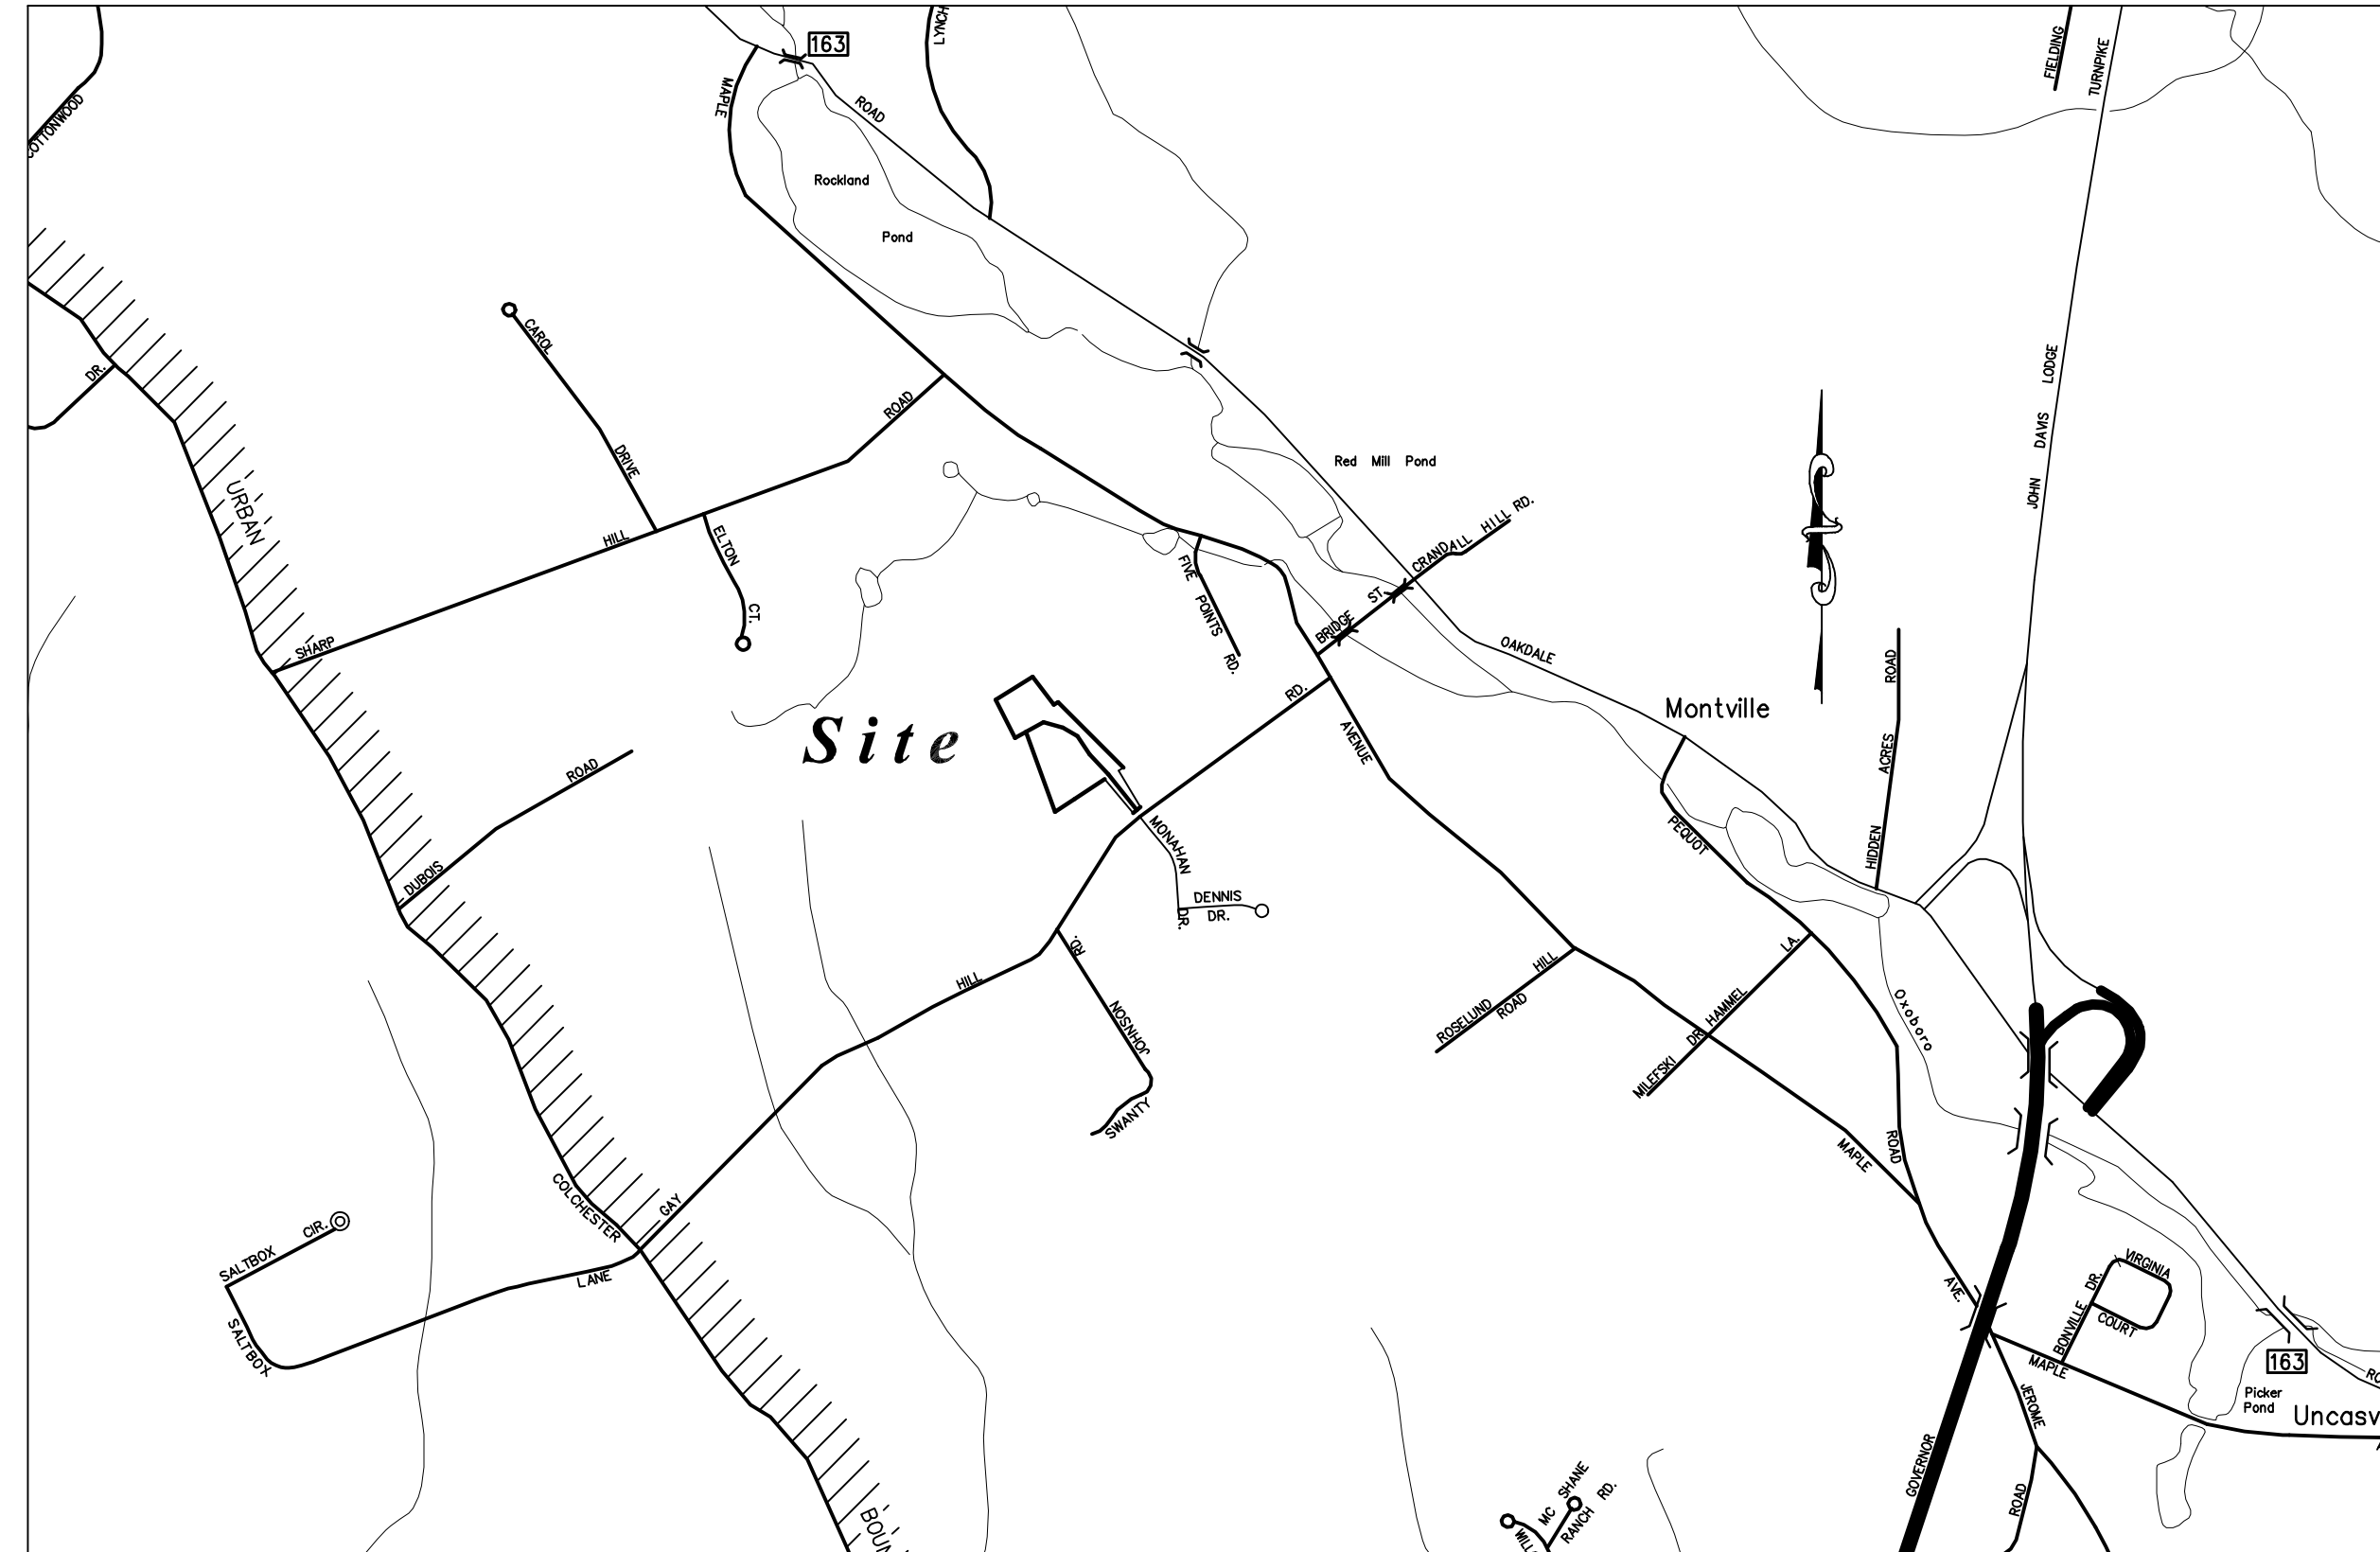 163
LYNCH
FIELDING
TURNPIKE
MAPLE
ROAD
Rockland
Pond
CAROL
DRIVE
DR.
ROAD
JOHN DAVIS LODGE
Red Mill Pond
URBAN
HILL
ELTON
CT.
SHARP
FIVE POINTS RD.
BRIDGE ST.
CRANDALL HILL RD.
OAKDALE
Montville
ROAD
ACRES
HIDDEN
Site
RD.
AVENUE
ROAD
DUBOIS
MONAHAN
DR.
DENNIS
DR.
PEQUOT
RD.
JOHNSON
HILL
SWANTY
HILL
ROSELUND
ROAD
LA.
HAMMEL
DR.
MILEFSKI
Oxoboro
MAPLE
ROAD
COLCHESTER
GAY
CIR.
SALTBOX
LANE
SALTBOX
AVE.
VIRGINIA
BONVILLE DR.
COURT
MAPLE
163
Picker
Pond
JEROME
GOVERNOR
ROAD
MC SHANE
RANCH RD.